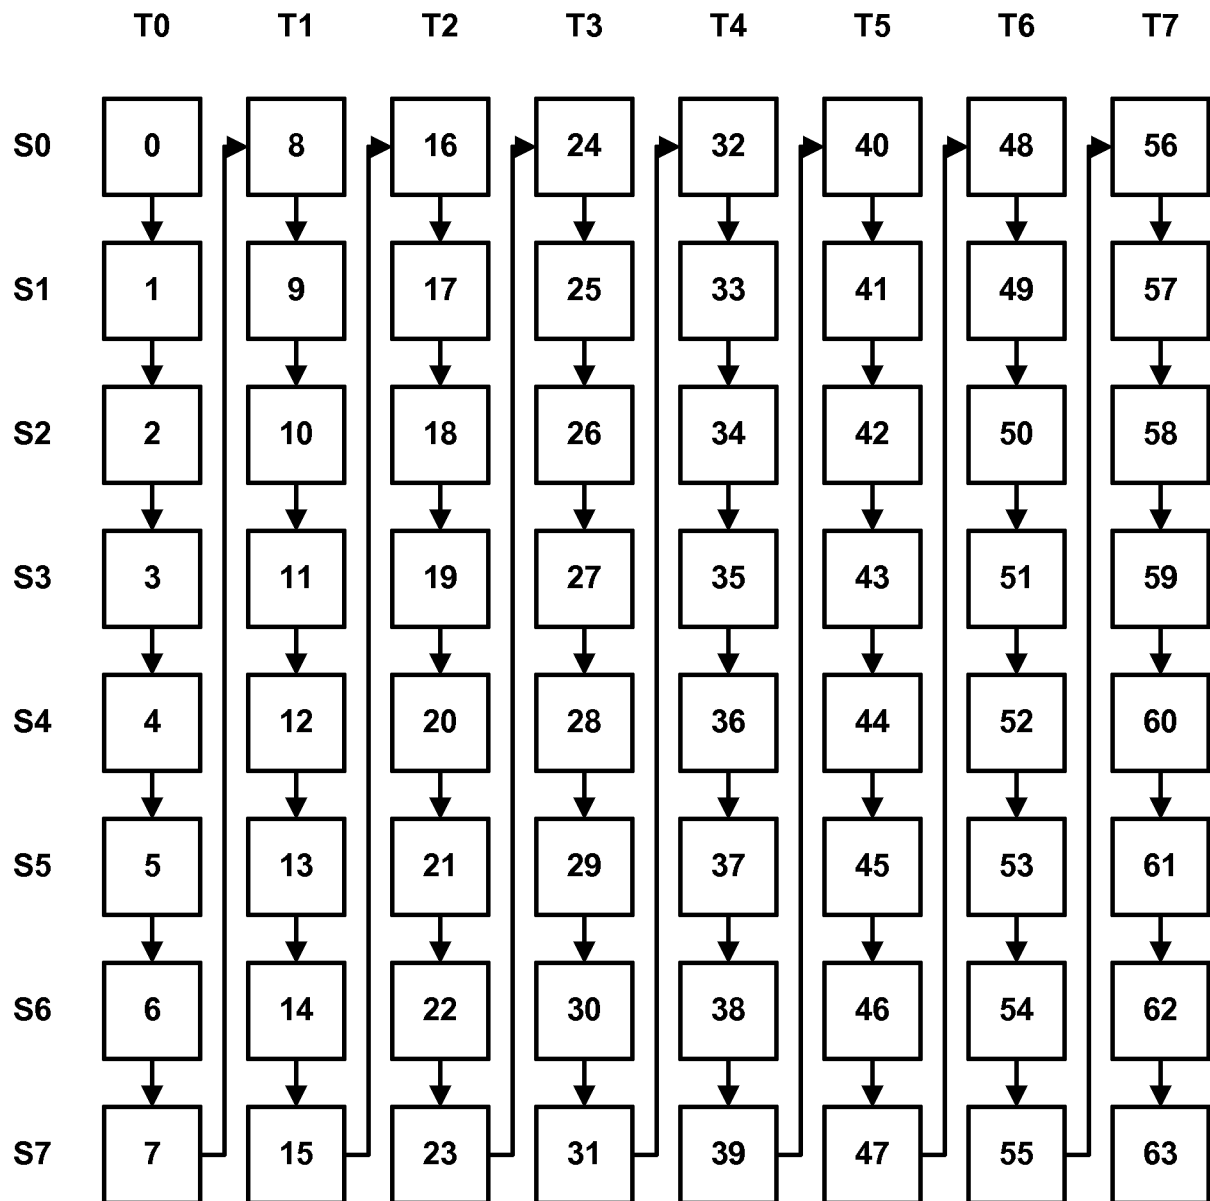 T0 T1 T2 T3 T4 T5 T6 T7
S0 0 8 16 24 32 40 48 56
S1 1 9 17 25 33 41 49 57
S2 2 10 18 26 34 42 50 58
S3 3 11 19 27 35 43 51 59
S4 4 12 20 28 36 44 52 60
S5 5 13 21 29 37 45 53 61
S6 6 14 22 30 38 46 54 62
S7 7 15 23 31 39 47 55 63